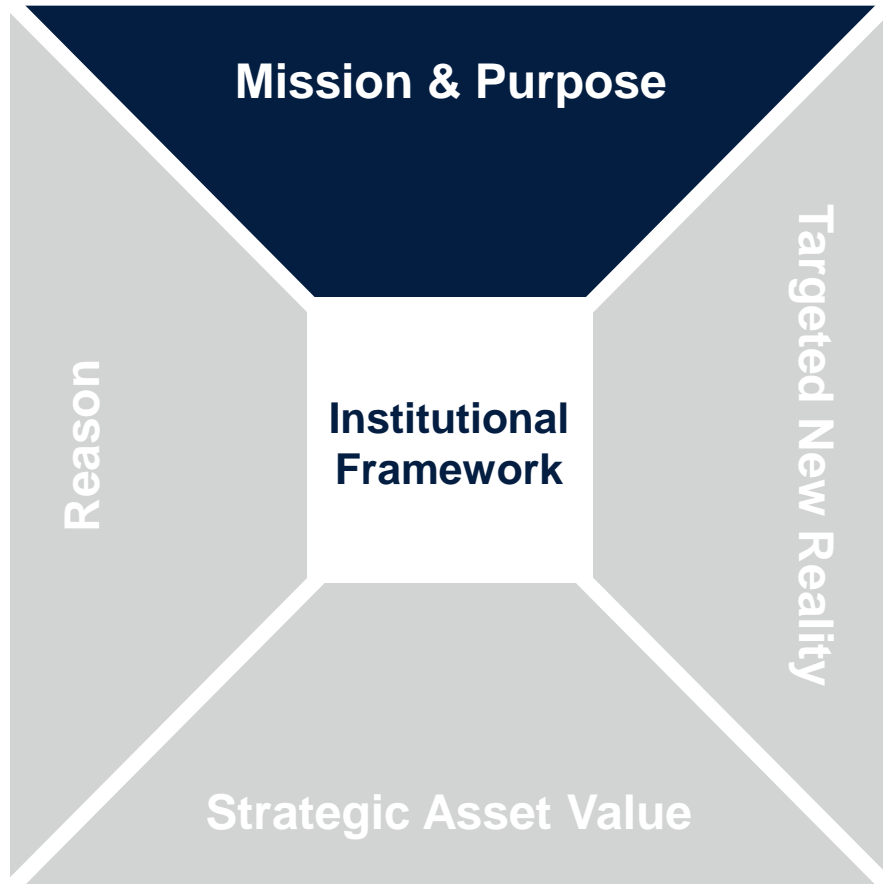 Mission & Purpose
Targeted New Reality
Reason
Institutional
Framework
Strategic Asset Value